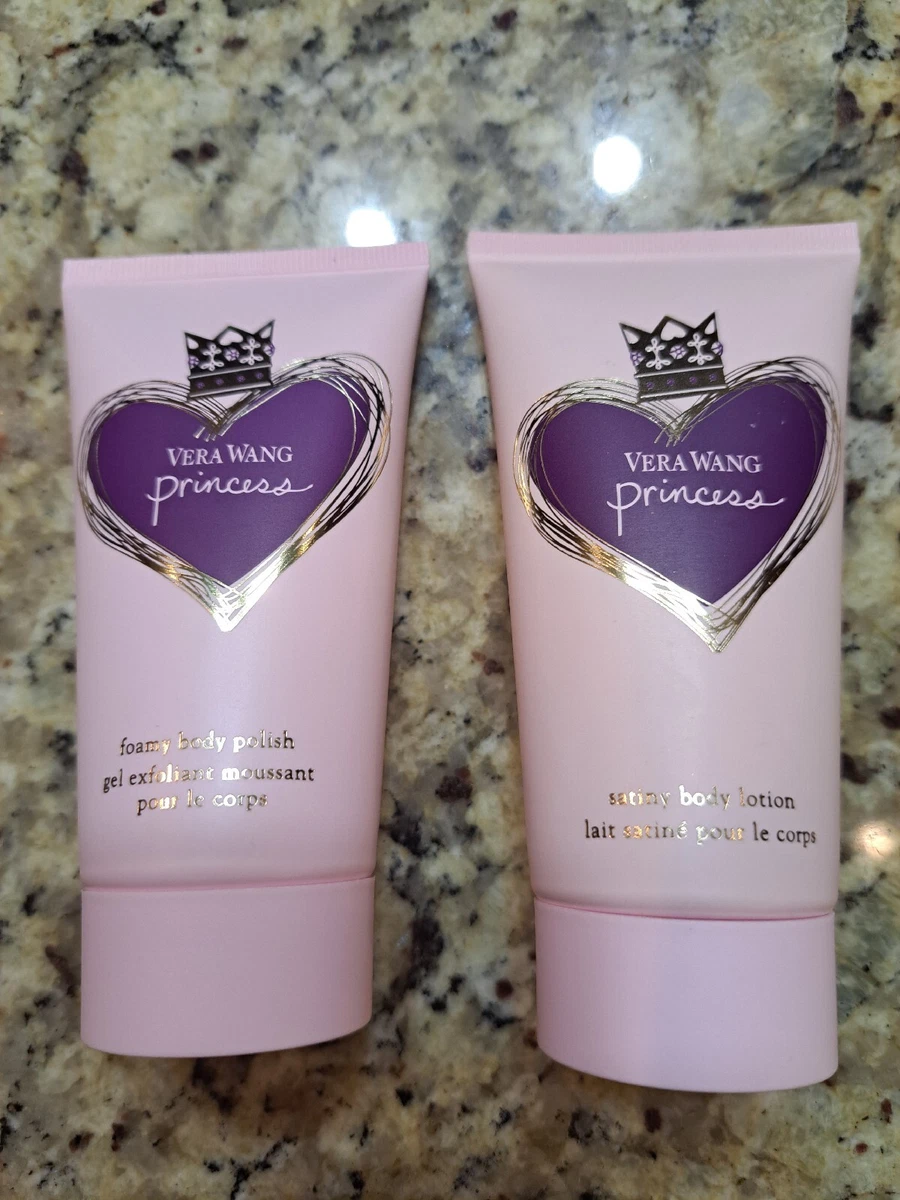 VERA WANG
princess
foamy body polish
gel exfoliant moussant
pour le corps
VERA WANG
princess
satiny body lotion
lait satiné pour le corps